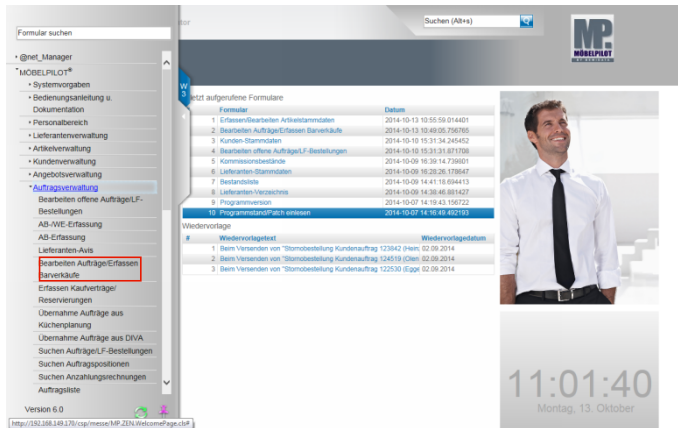 tor
Suchen (Alt+s)
MP.
MÖBELPILOT
Formular suchen
@net_Manager
MÖBELPILOT®
Systemvorgaben
Bedienungsanleitung u.
Dokumentation
Personalbereich
Lieferantenverwaltung
Artikelverwaltung
Kundenverwaltung
Angebotsverwaltung
Auftragsverwaltung
Bearbeiten offene Aufträge/LF-
Bestellungen
AB-/WE-Erfassung
AB-Erfassung
Lieferanten-Avis
Bearbeiten Aufträge/Erfassen
Barverkäufe
Erfassen Kaufverträge/
Reservierungen
Übernahme Aufträge aus
Küchenplanung
Übernahme Aufträge aus DIVA
Suchen Aufträge/LF-Bestellungen
Suchen Auftragspositionen
Suchen Anzahlungsrechnungen
Auftragsliste
Version 6.0
http://192.168.149.170/csp/messe/MP.ZEN.WelcomePage.cls#
W
3
letzt aufgerufene Formulare
Formular Datum
1 Erfassen/Bearbeiten Artikelstammdaten 2014-10-13 10:55:59.014401
2 Bearbeiten Aufträge/Erfassen Barverkäufe 2014-10-13 10:49:05.756765
3 Kunden-Stammdaten 2014-10-10 15:31:34.245452
4 Bearbeiten offene Aufträge/LF-Bestellungen 2014-10-10 15:31:31.871708
5 Kommissionsbestände 2014-10-09 16:39:14.739801
6 Lieferanten-Stammdaten 2014-10-09 16:28:26.178647
7 Bestandsliste 2014-10-09 14:41:18.694413
8 Lieferanten-Verzeichnis 2014-10-09 14:38:46.881427
9 Programmversion 2014-10-07 14:19:43.156722
10 Programmstand/Patch einlesen 2014-10-07 14:16:49.492193
Wiedervorlage
# Wiedervorlagetext Wiedervorlagedatum
1 Beim Versenden von "Stornobestellung Kundenauftrag 123842 (Hein; 02.09.2014
2 Beim Versenden von "Stornobestellung Kundenauftrag 124519 (Clen 02.09.2014
3 Beim Versenden von "Stornobestellung Kundenauftrag 122530 (Egge 02.09.2014
11:01:40
Montag, 13. Oktober